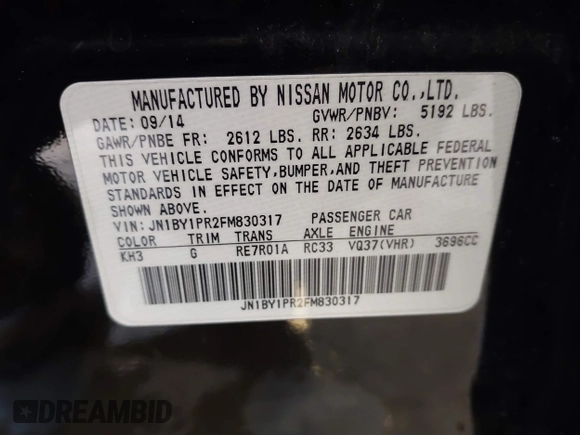 MANUFACTURED BY NISSAN MOTOR CO.,LTD.
DATE: 09/14 GVWR/PNBV: 5192 LBS.
GAWR/PNBE FR: 2612 LBS. RR: 2634 LBS.
THIS VEHICLE CONFORMS TO ALL APPLICABLE FEDERAL
MOTOR VEHICLE SAFETY,BUMPER,AND THEFT PREVENTION
STANDARDS IN EFFECT ON THE DATE OF MANUFACTURE
SHOWN ABOVE.
VIN: JN1BY1PR2FM830317 PASSENGER CAR
COLOR TRIM TRANS AXLE ENGINE
KH3 G RE7R01A RC33 VQ37(VHR) 3696CC
JN1BY1PR2FM830317
DREAMBID